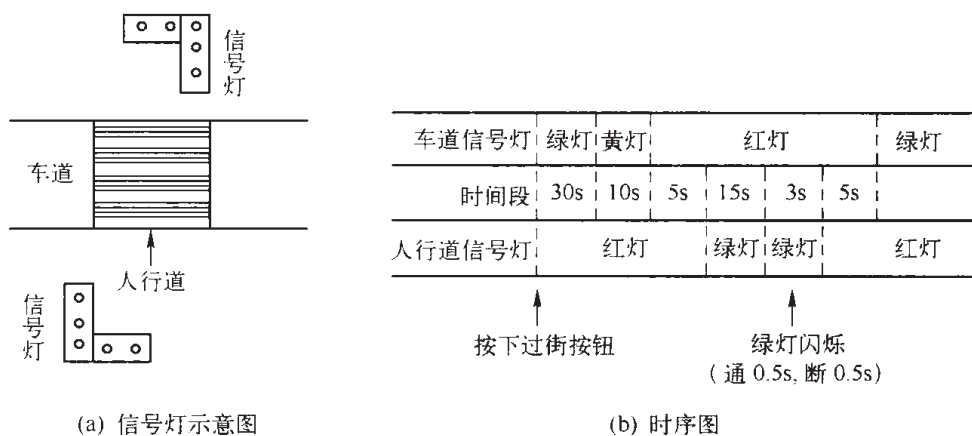 信号灯
车道
人行道
信号灯
(a) 信号灯示意图
车道信号灯 绿灯 黄灯 红灯 绿灯
时间段 30s 10s 5s 15s 3s 5s
人行道信号灯 红灯 绿灯 绿灯 红灯
按下过街按钮
绿灯闪烁
(通 0.5s, 断 0.5s)
(b) 时序图